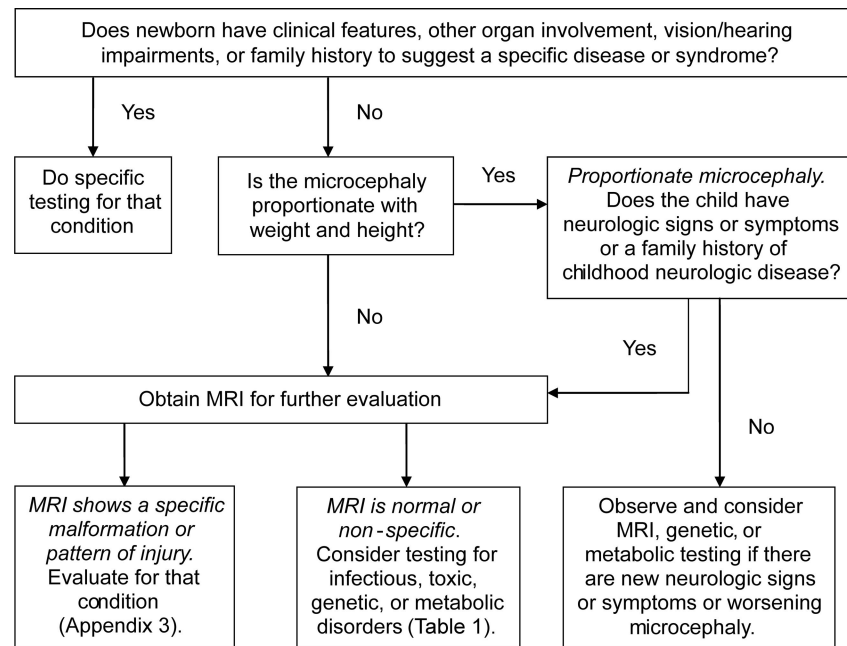 Does newborn have clinical features, other organ involvement, vision/hearing
impairments, or family history to suggest a specific disease or syndrome?
Yes
No
Do specific
testing for that
condition
Is the microcephaly
proportionate with
weight and height?
Yes
Proportionate microcephaly.
Does the child have
neurologic signs or symptoms
or a family history of
childhood neurologic disease?
No
Yes
Obtain MRI for further evaluation
No
MRI shows a specific
malformation or
pattern of injury.
Evaluate for that
condition
(Appendix 3).
MRI is normal or
non-specific.
Consider testing for
infectious, toxic,
genetic, or metabolic
disorders (Table 1).
Observe and consider
MRI, genetic, or
metabolic testing if there
are new neurologic signs
or symptoms or worsening
microcephaly.